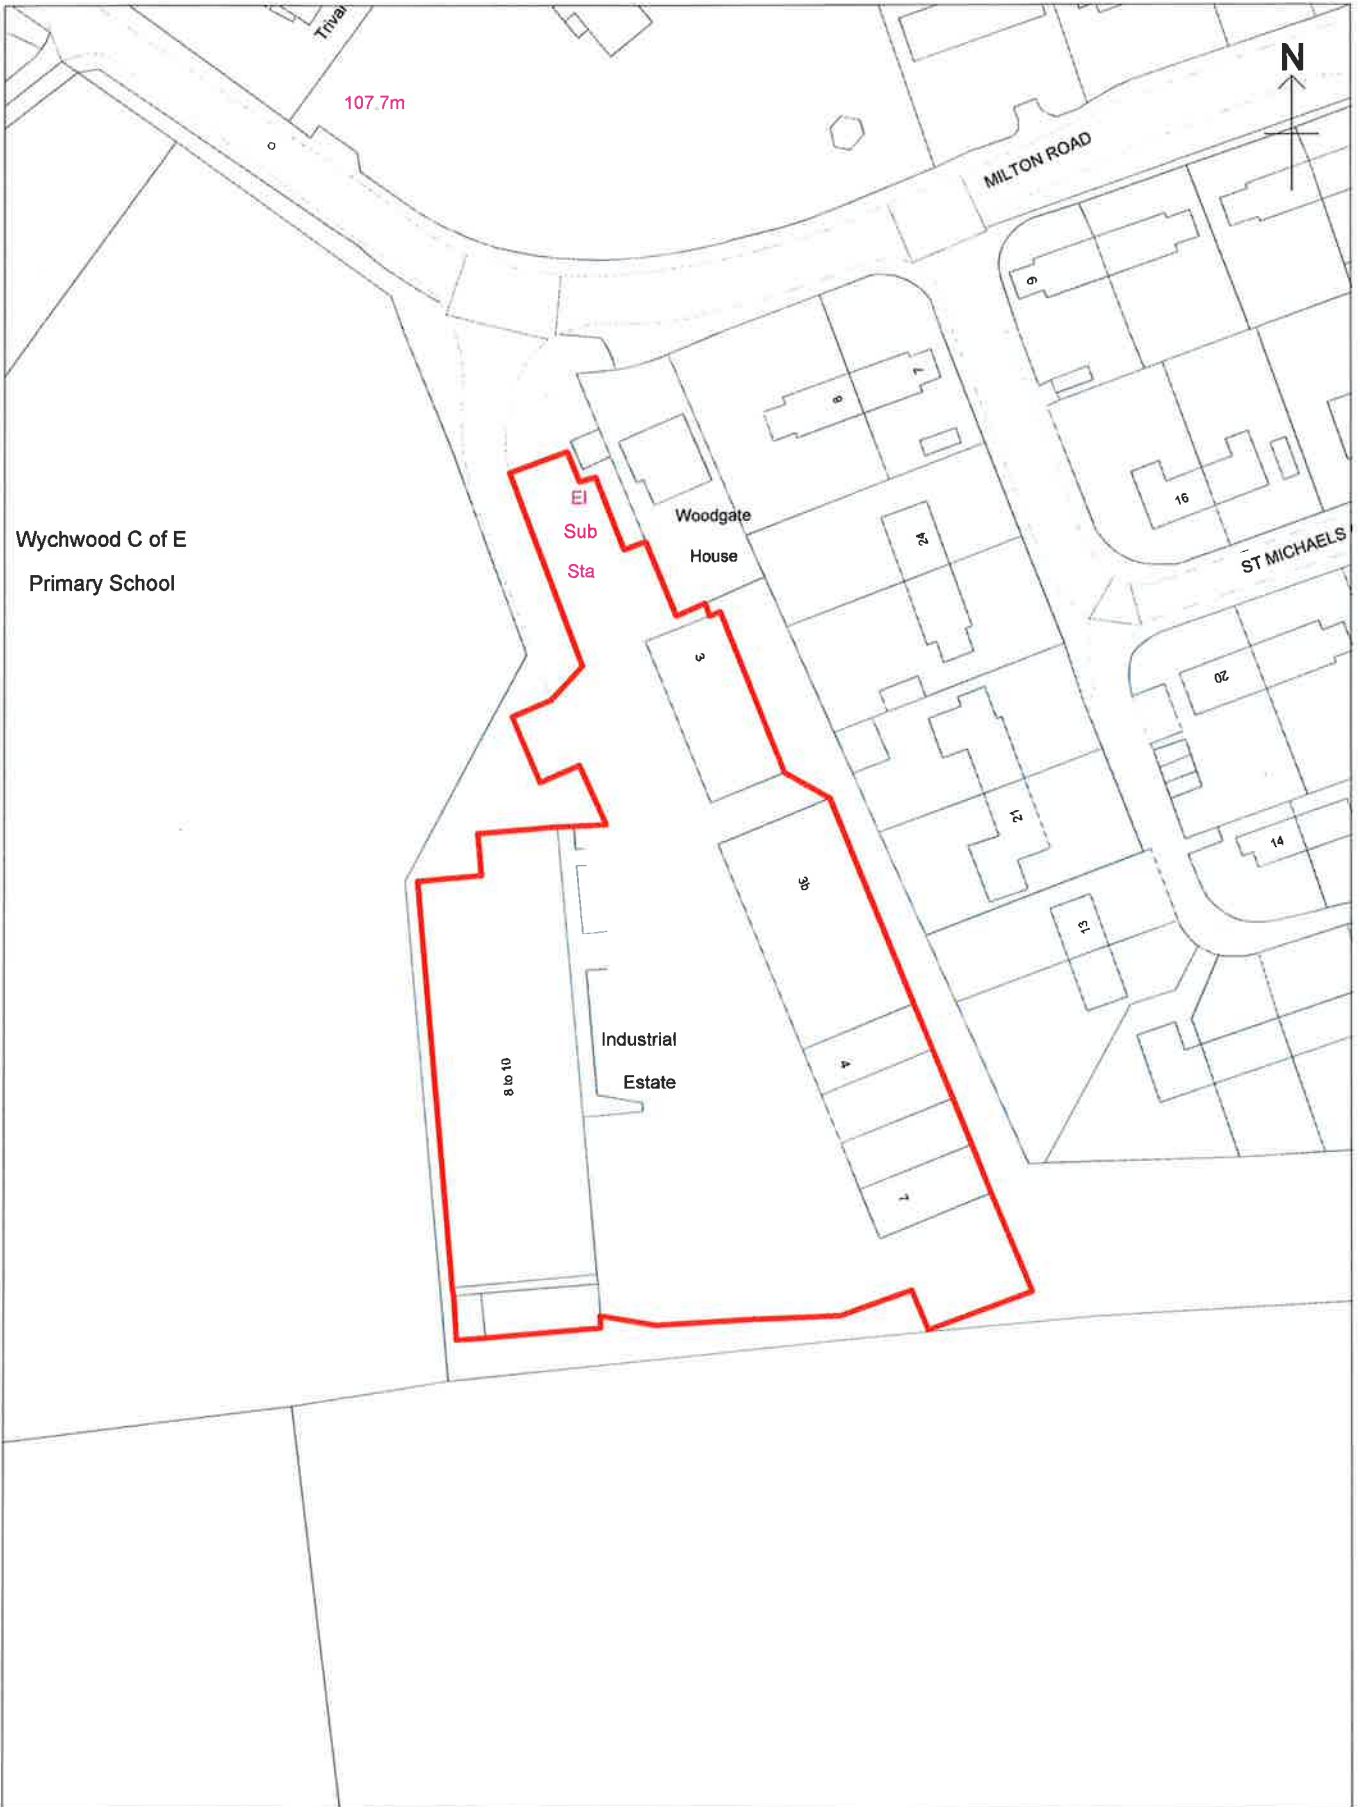 Trivar
N
107.7m
MILTON ROAD
9
7
8
16
Wychwood C of E
Primary School
El
Sub
Sta
Woodgate
House
24
ST MICHAELS
3
20
21
14
3b
13
Industrial
Estate
8 to 10
4
7